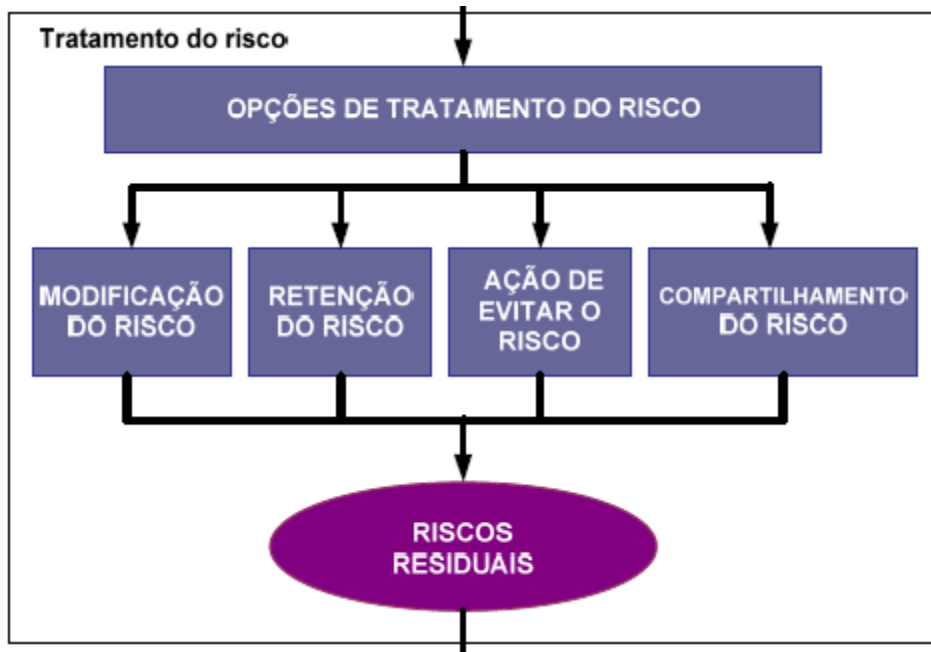 Tratamento do risco
OPÇÕES DE TRATAMENTO DO RISCO
MODIFICAÇÃO
DO RISCO
RETENÇÃO
DO RISCO
AÇÃO DE
EVITAR O
RISCO
COMPARTILHAMENTO
DO RISCO
RISCOS
RESIDUAIS